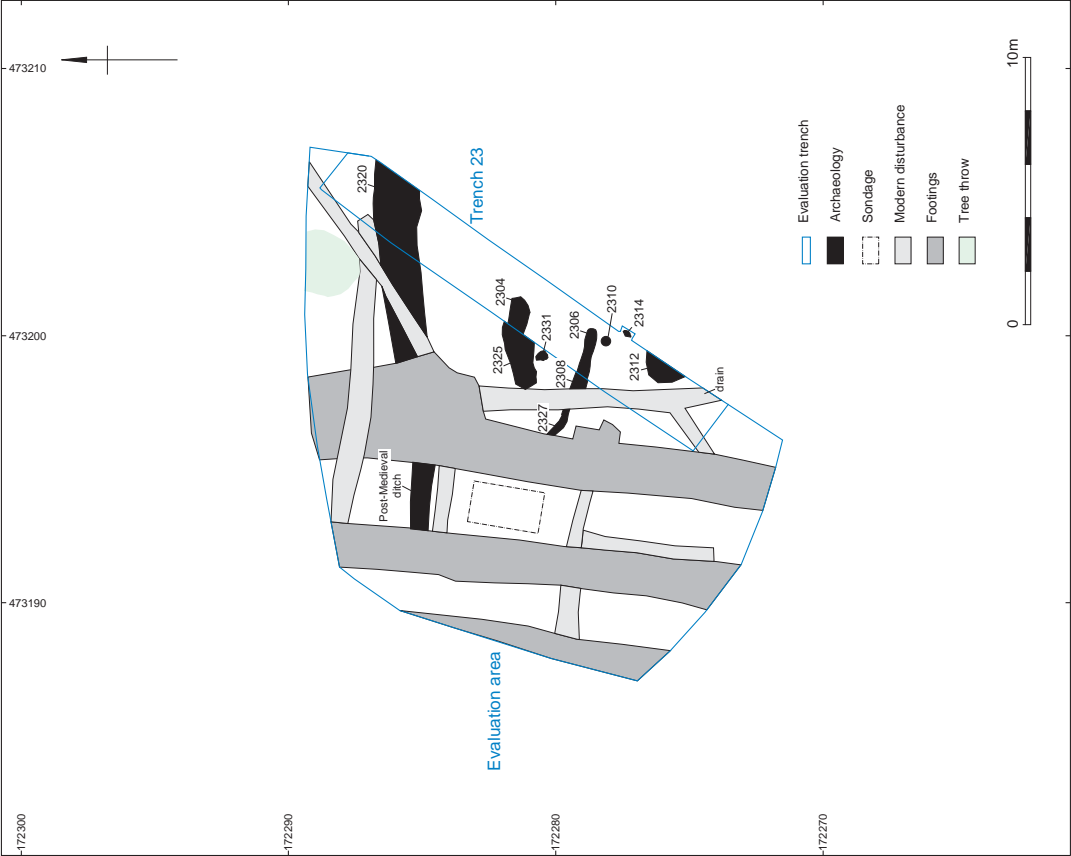 473210
473200
473190
172300
172290
172280
172270
Trench 23
Evaluation area
2320
2304
2325
2331
2310
2306
2314
2308
2312
2327
drain
Post-Medieval
ditch
Evaluation trench
Archaeology
Sondage
Modern disturbance
Footings
Tree throw
0
10m